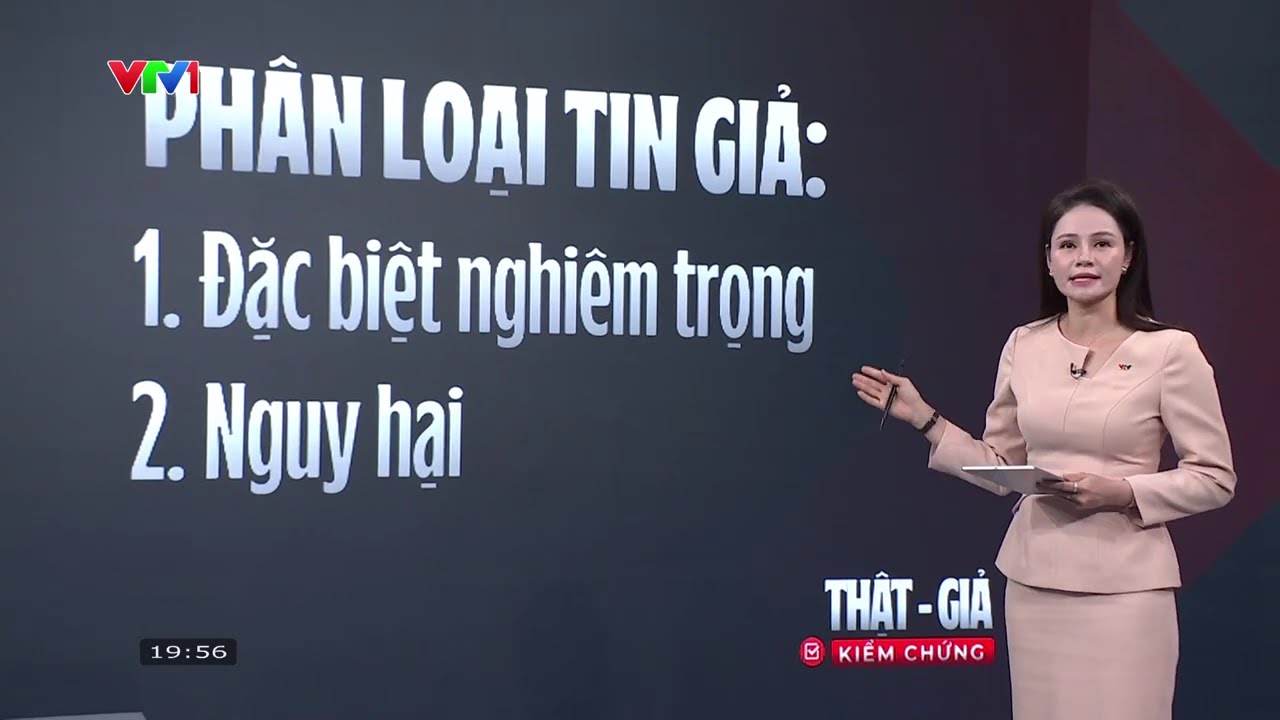 VTV1
PHÂN LOẠI TIN GIẢ:
1. Đặc biệt nghiêm trọng
2. Nguy hại
VTV
THẬT - GIẢ
KIỂM CHỨNG
19:56